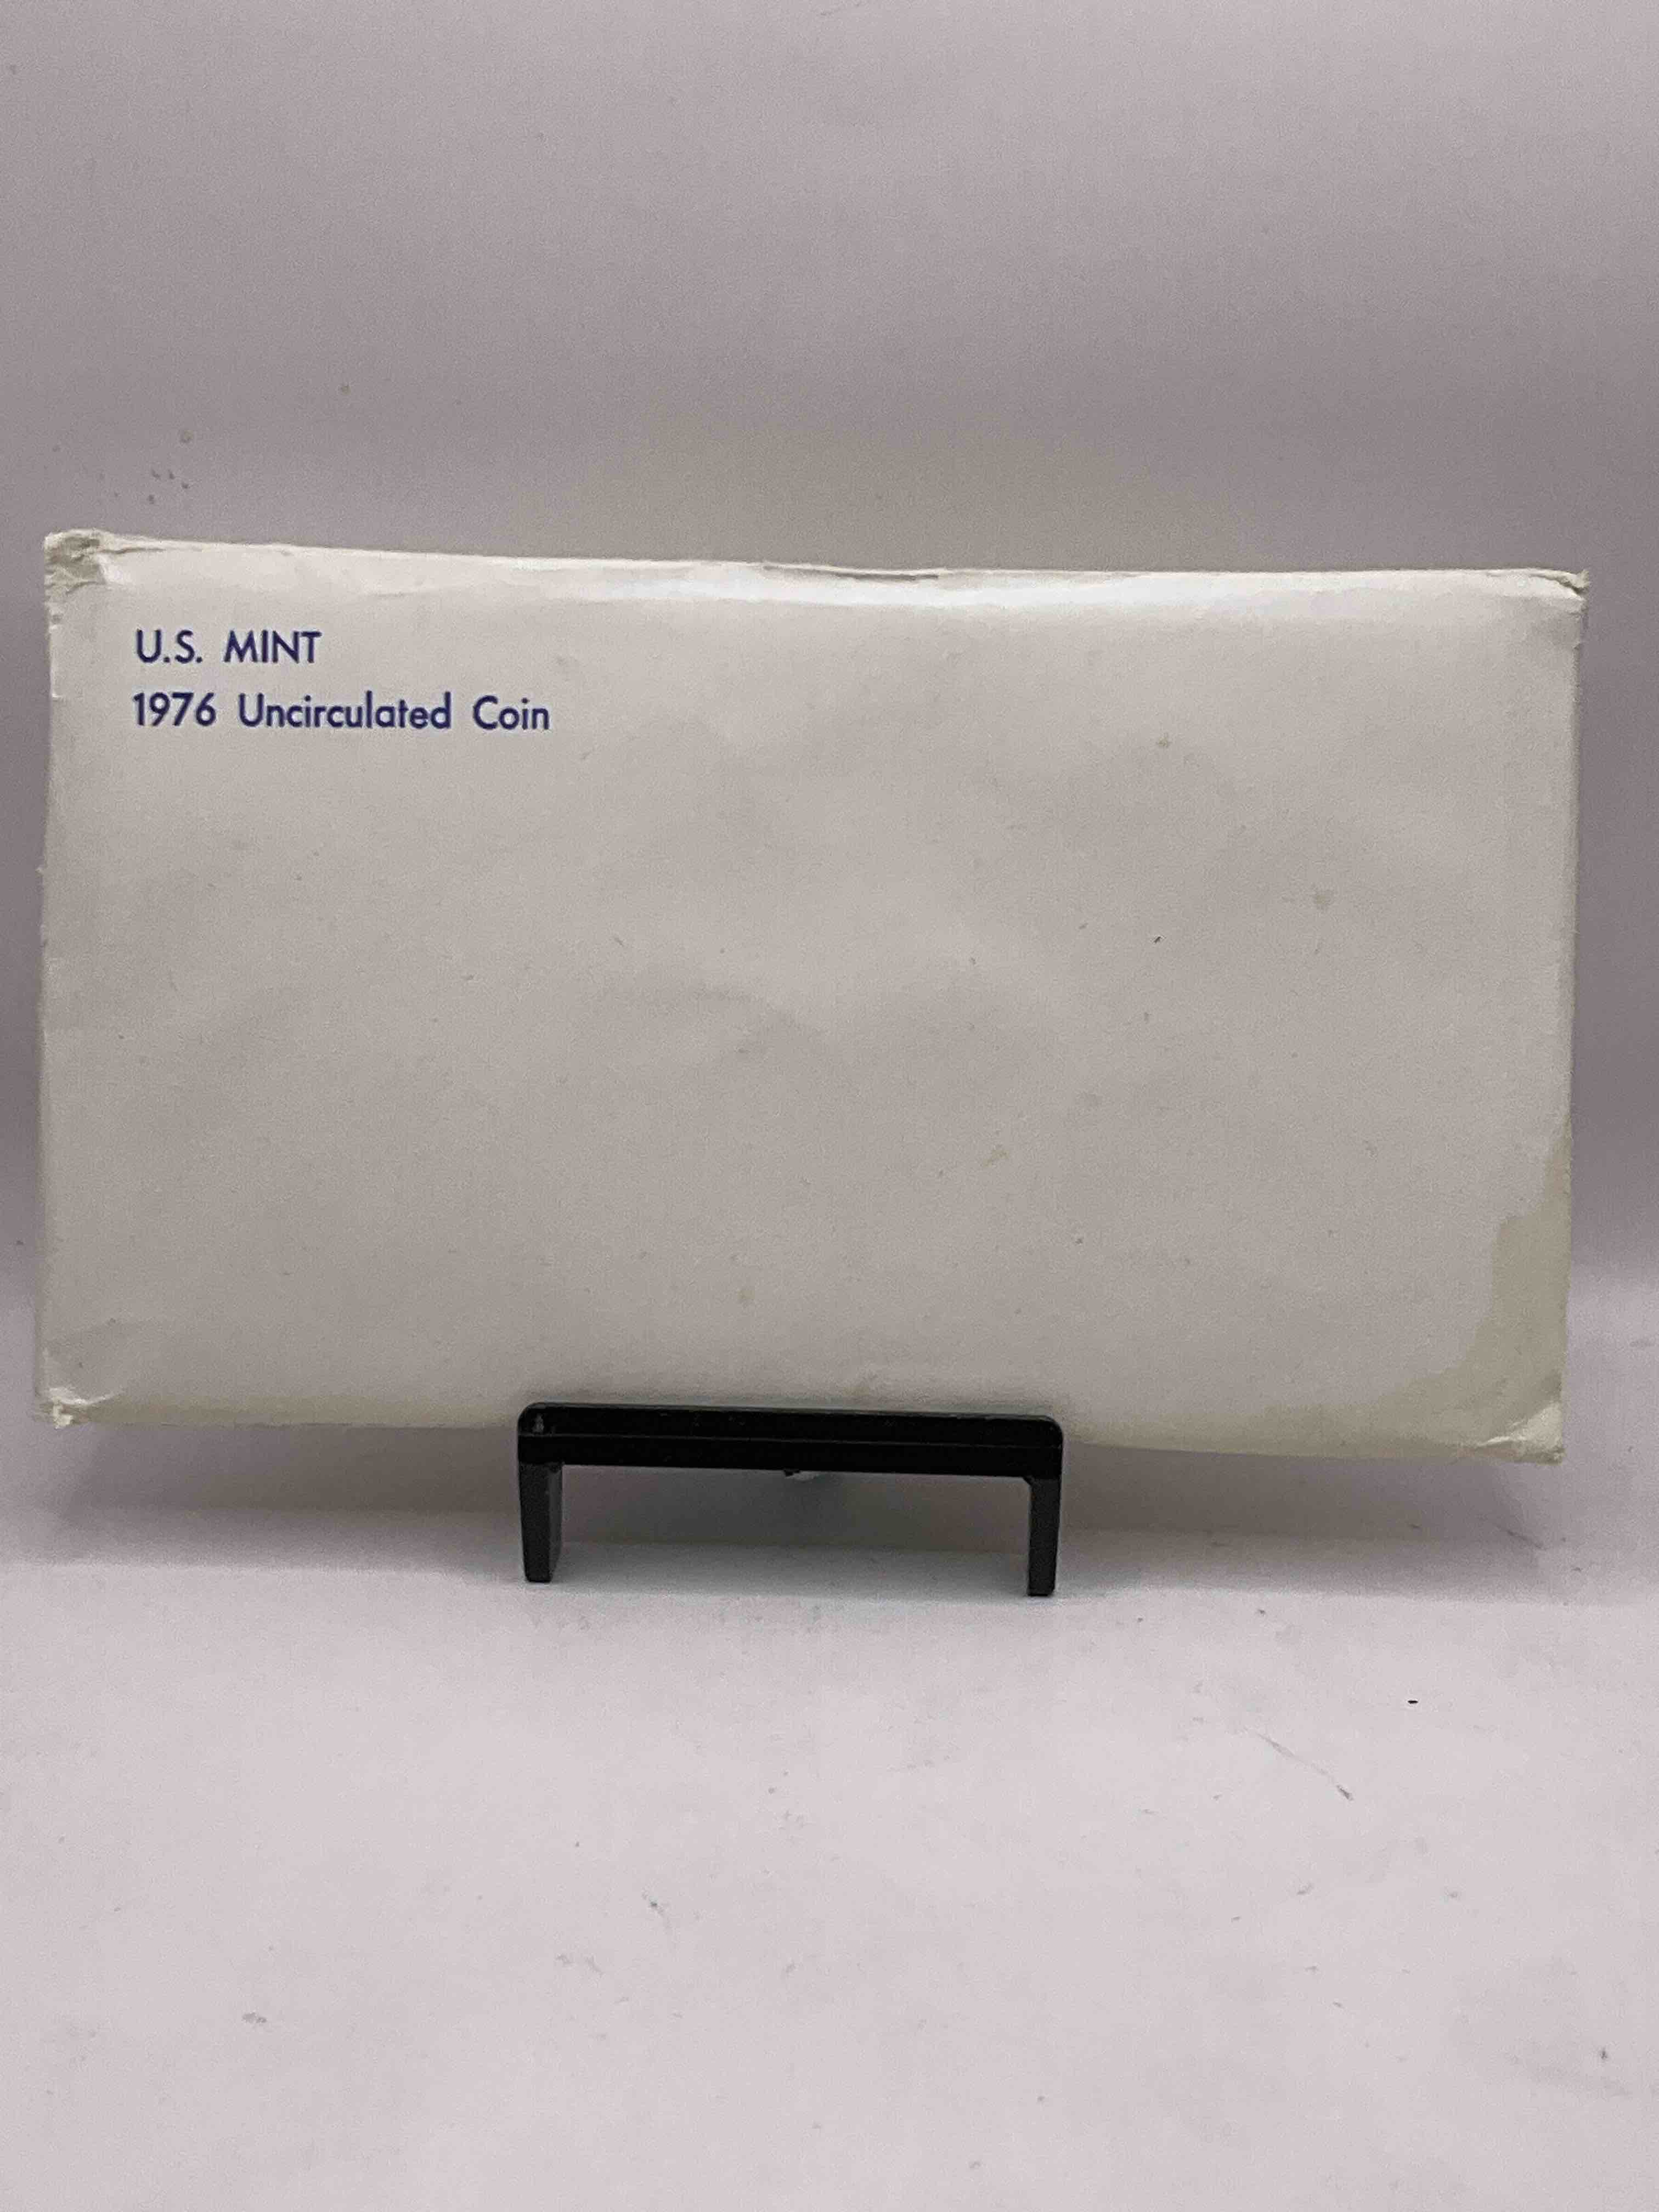 U.S. MINT
1976 Uncirculated Coin